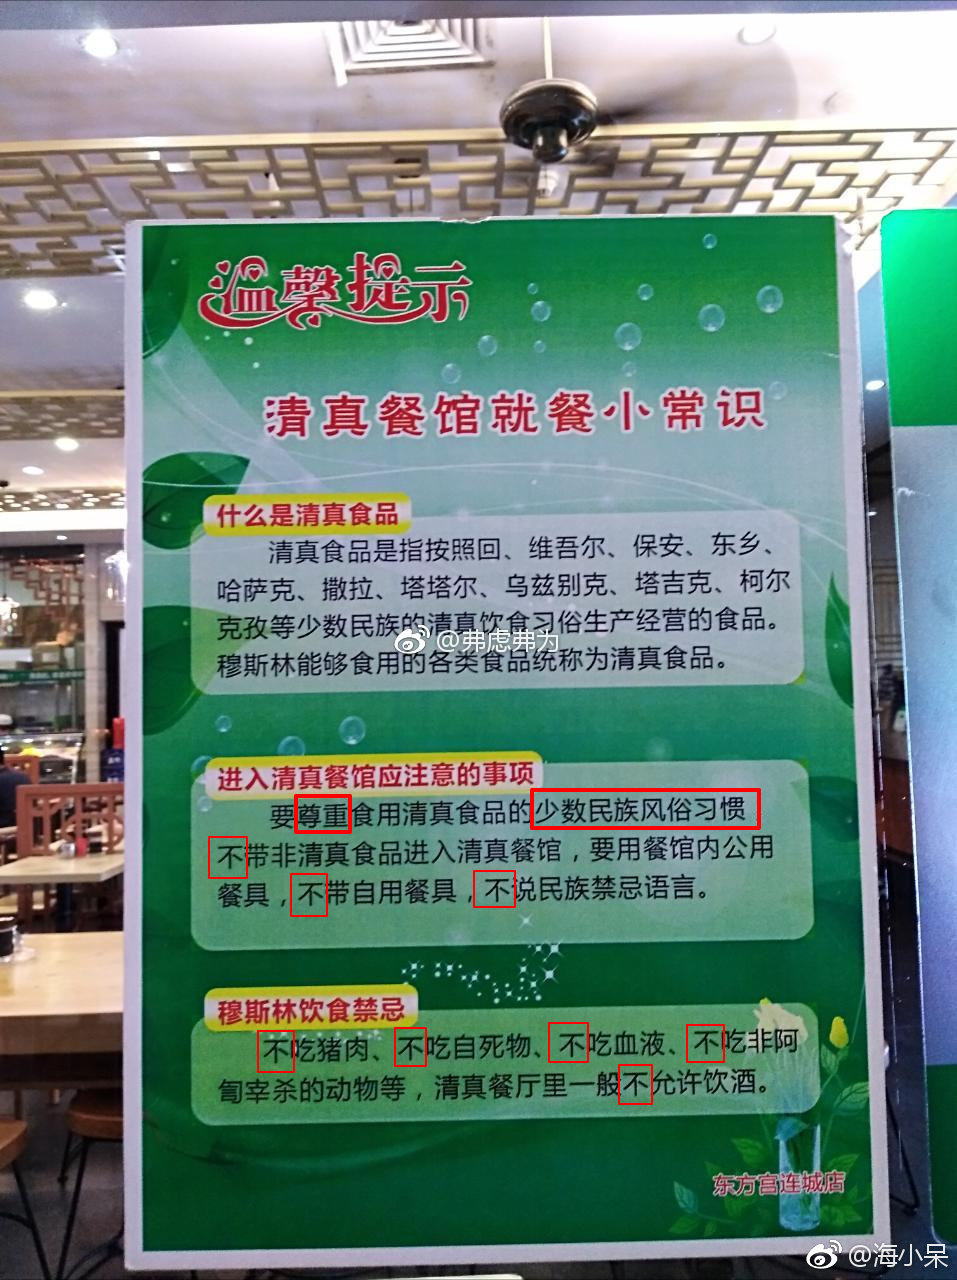 温馨提示
清真餐馆就餐小常识
什么是清真食品
清真食品是指按照回、维吾尔、保安、东乡、
哈萨克、撒拉、塔塔尔、乌兹别克、塔吉克、柯尔
克孜等少数民族的清真饮食习俗生产经营的食品。
@弗虑弗为
穆斯林能够食用的各类食品统称为清真食品。
进入清真餐馆应注意的事项
要尊重食用清真食品的少数民族风俗习惯
不带非清真食品进入清真餐馆，要用餐馆内公用
餐具，不带自用餐具，不说民族禁忌语言。
穆斯林饮食禁忌
不吃猪肉、不吃自死物、不吃血液、不吃非阿
訇宰杀的动物等，清真餐厅里一般不允许饮酒。
东方宫连城店
@海小呆